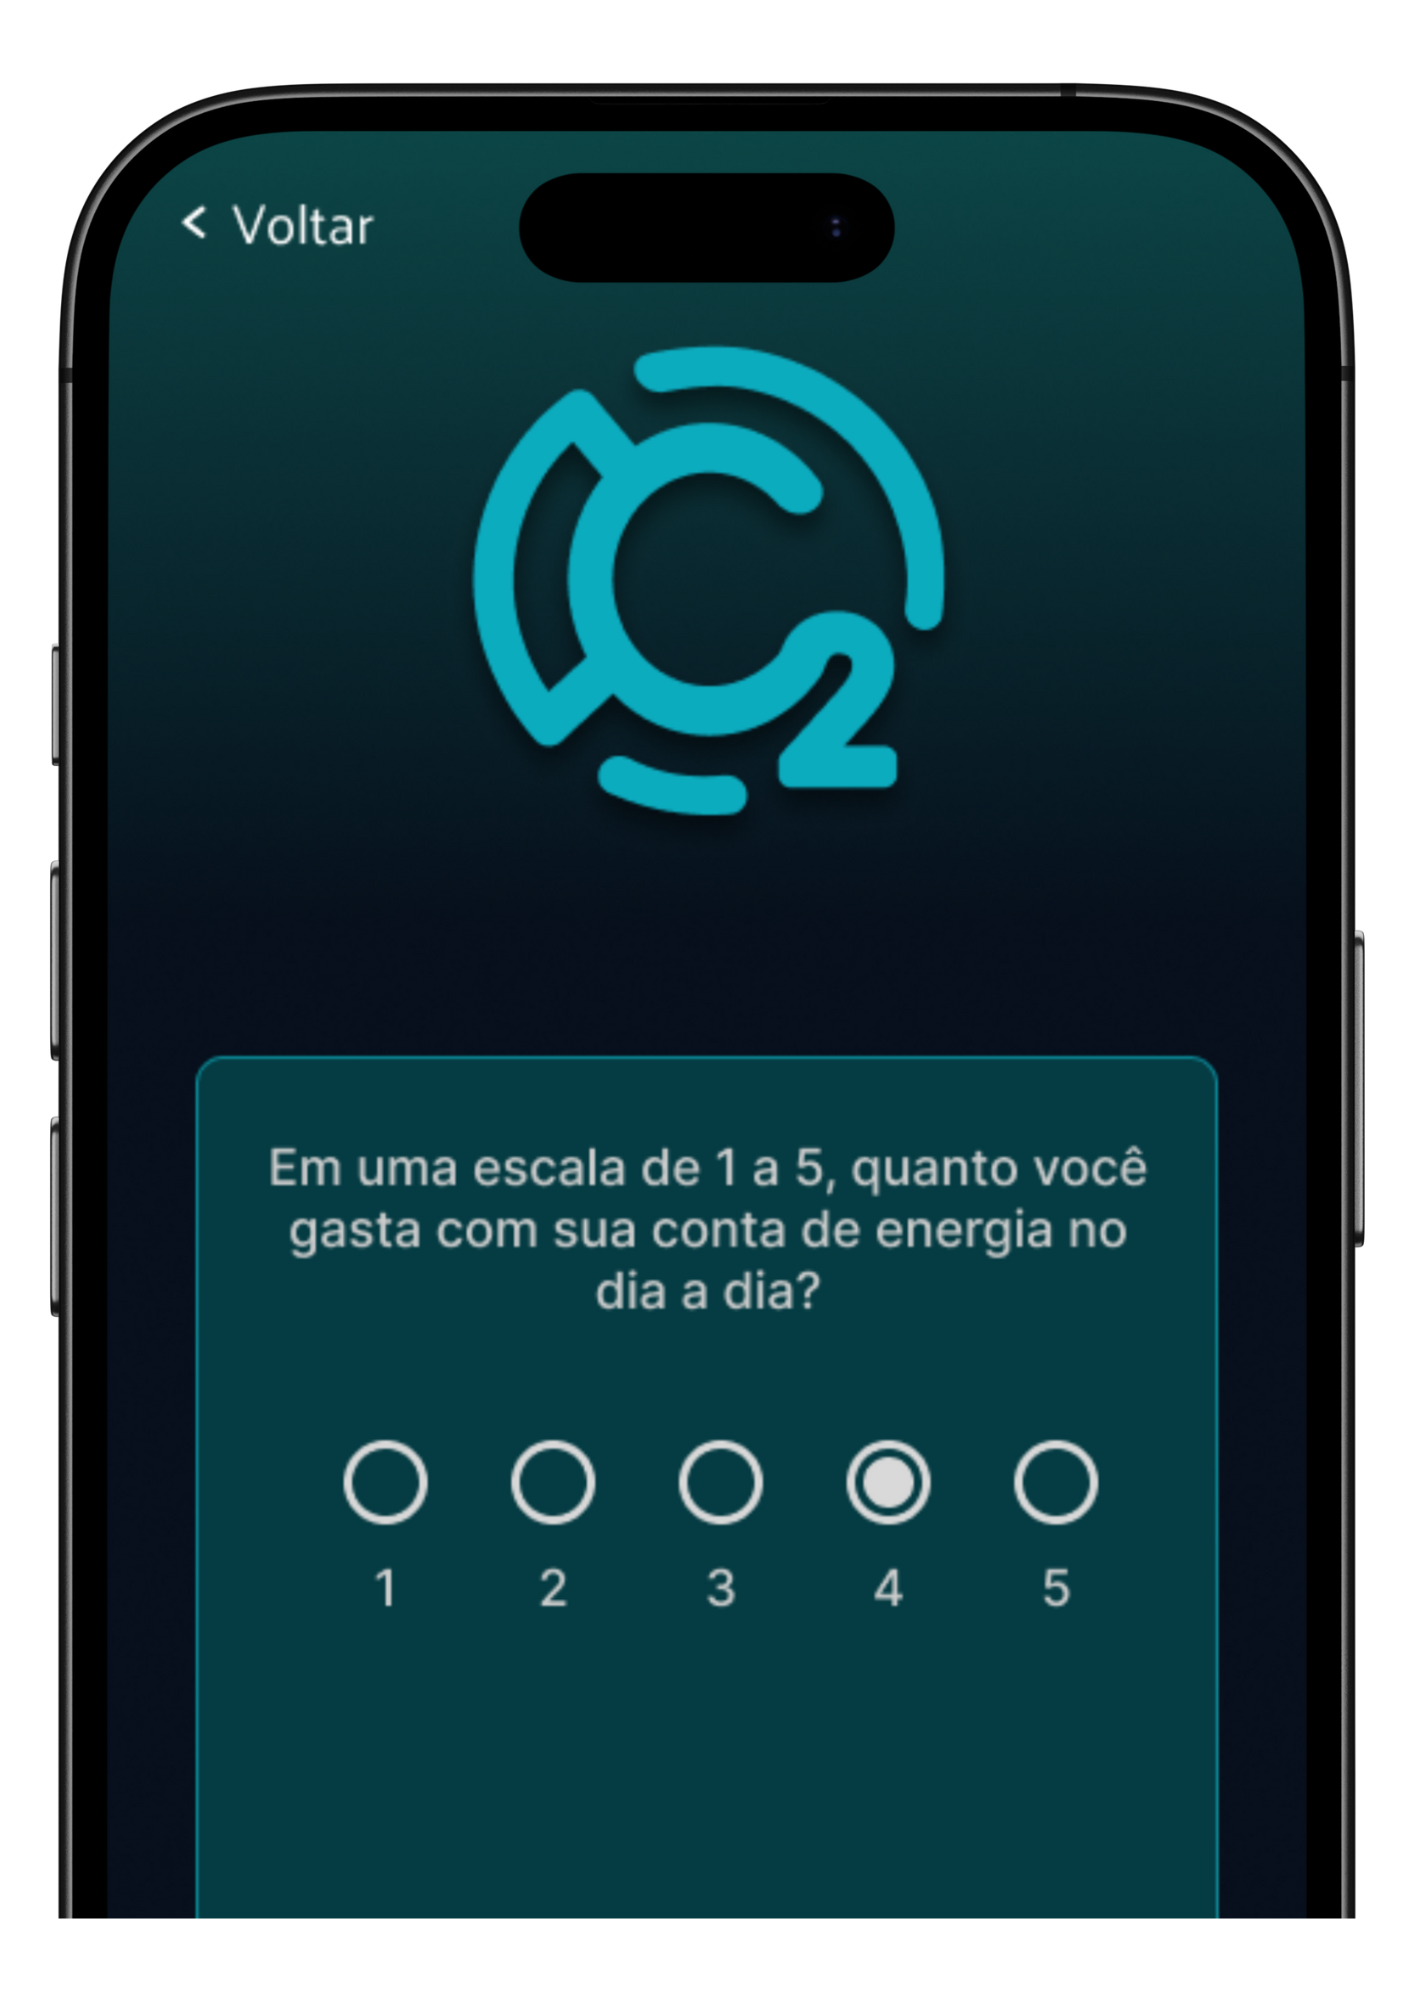 < Voltar
C2
Em uma escala de 1 a 5, quanto você
gasta com sua conta de energia no
dia a dia?
1 2 3 4 5